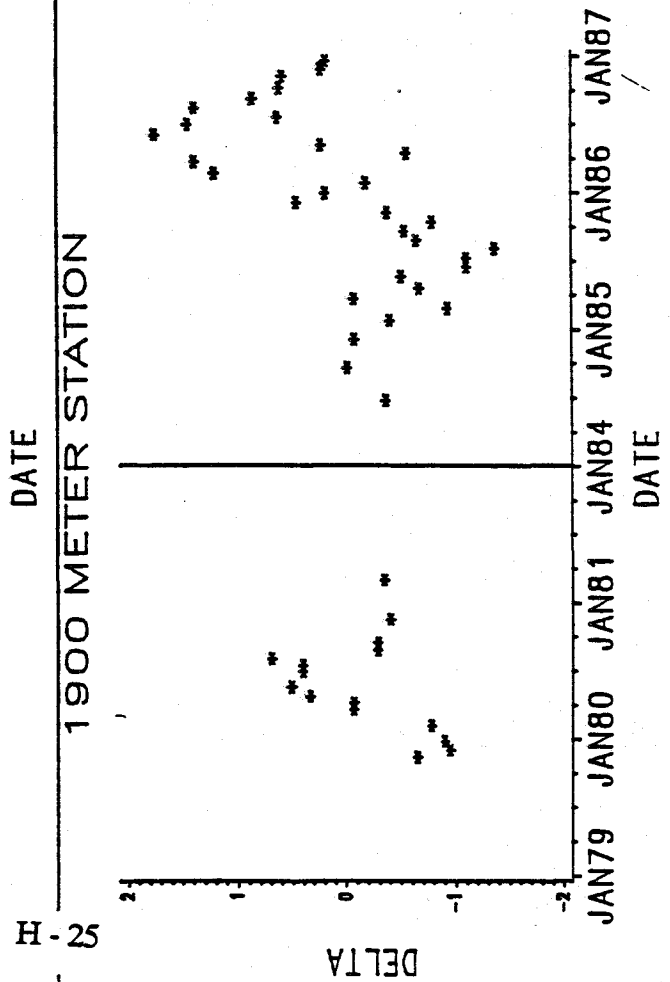 DATE
1900 METER STATION
DELTA
2
1
0
-1
-2
JAN79 JAN80 JAN81 JAN84 JAN85 JAN86 JAN87
DATE
H-25